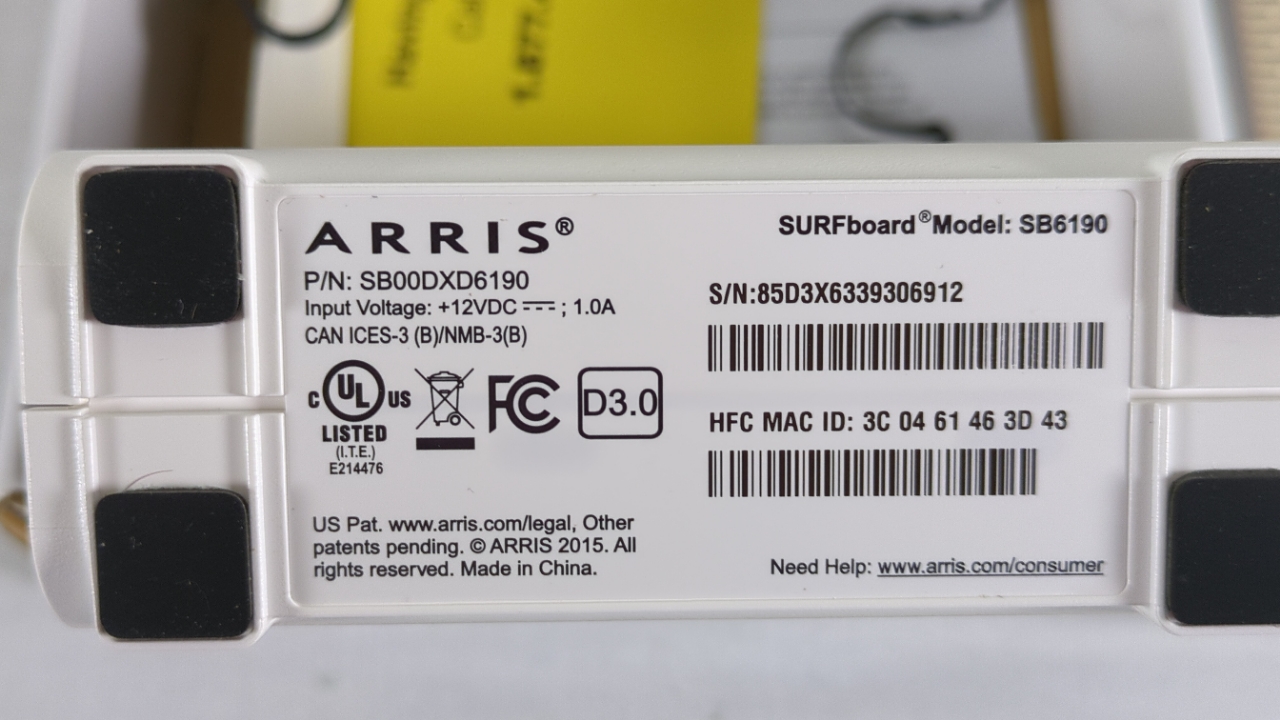 1.877.
ARRIS®
SURFboard®Model: SB6190
P/N: SB00DXD6190
Input Voltage: +12VDC ⎓; 1.0A
CAN ICES-3 (B)/NMB-3(B)
S/N:85D3X6339306912
c UL US
LISTED
(I.T.E.)
E214476
FC
D3.0
HFC MAC ID: 3C 04 61 46 3D 43
US Pat. www.arris.com/legal, Other
patents pending. © ARRIS 2015. All
rights reserved. Made in China.
Need Help: www.arris.com/consumer